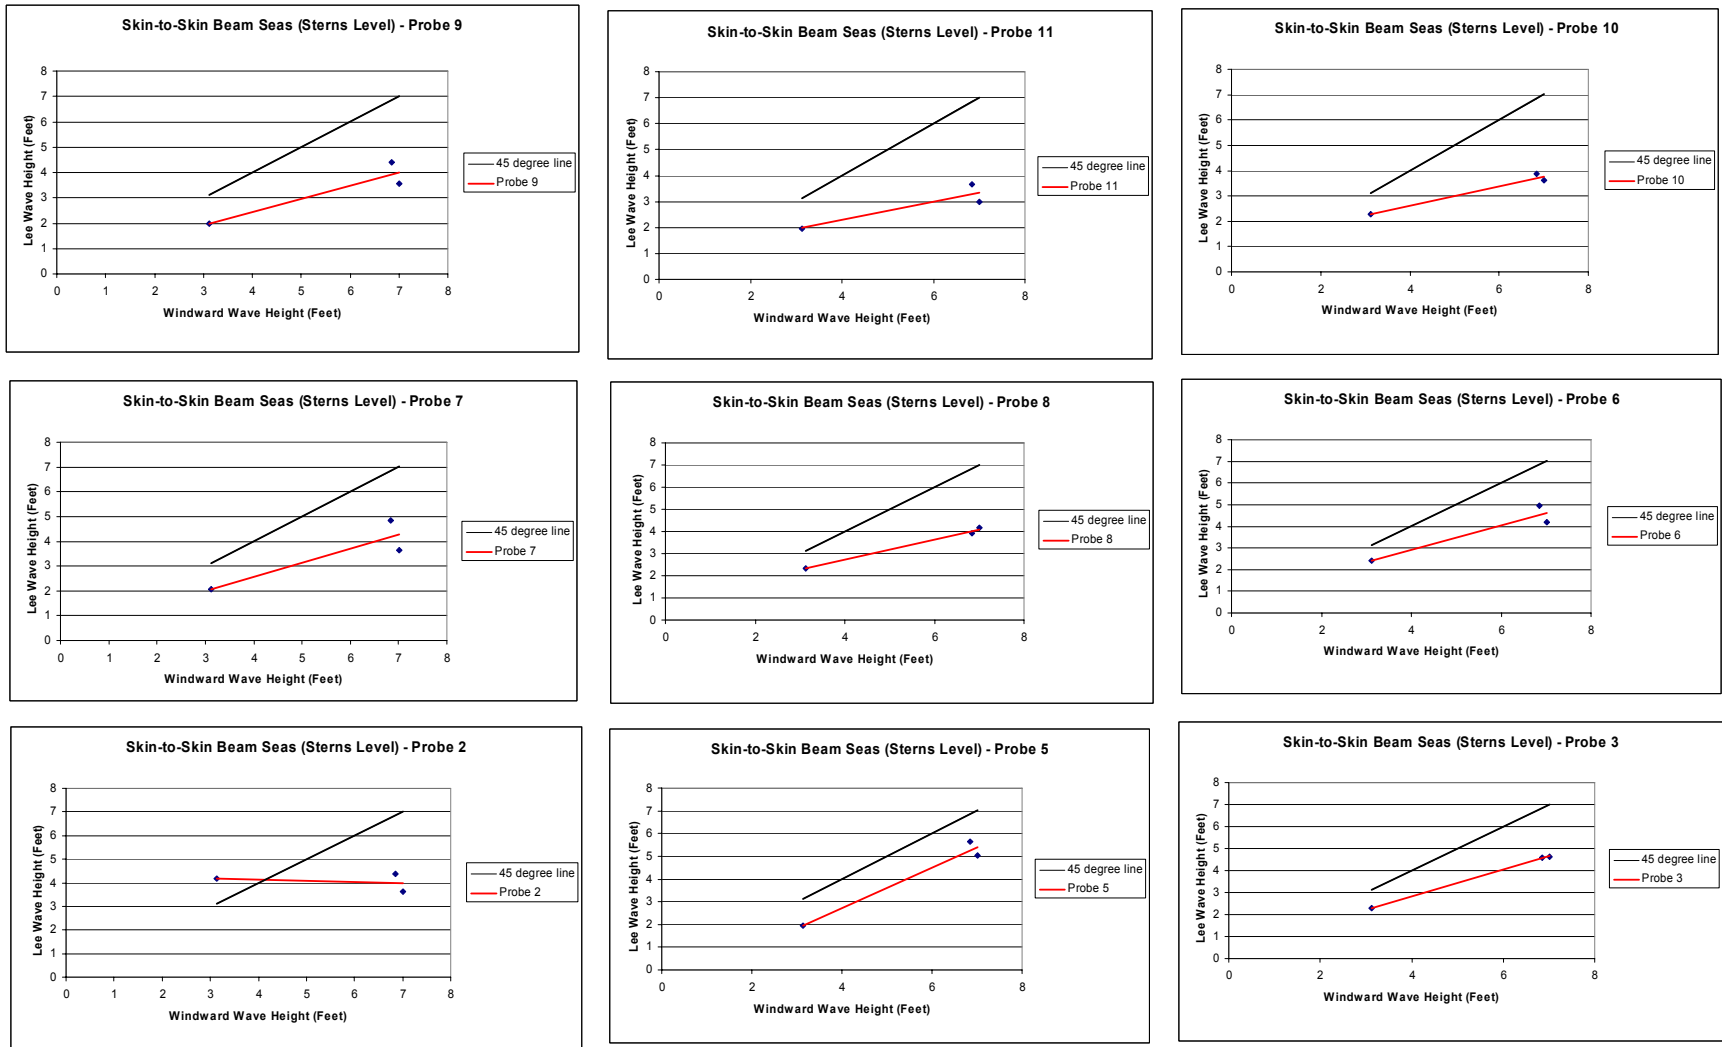 Skin-to-Skin Beam Seas (Sterns Level) - Probe 9
8
7
6
5
4
3
2
1
0
Lee Wave Height (Feet)
0 1 2 3 4 5 6 7 8
Windward Wave Height (Feet)
45 degree line
Probe 9
Skin-to-Skin Beam Seas (Sterns Level) - Probe 11
8
7
6
5
4
3
2
1
0
Lee Wave Height (Feet)
0 2 4 6 8
Windward Wave Height (Feet)
45 degree line
Probe 11
Skin-to-Skin Beam Seas (Sterns Level) - Probe 10
8
7
6
5
4
3
2
1
0
Lee Wave Height (Feet)
0 2 4 6 8
Windward Wave Height (Feet)
45 degree line
Probe 10
Skin-to-Skin Beam Seas (Sterns Level) - Probe 7
8
7
6
5
4
3
2
1
0
Lee Wave Height (Feet)
0 1 2 3 4 5 6 7 8
Windward Wave Height (Feet)
45 degree line
Probe 7
Skin-to-Skin Beam Seas (Sterns Level) - Probe 8
8
7
6
5
4
3
2
1
0
Lee Wave Height (Feet)
0 2 4 6 8
Windward Wave Height (Feet)
45 degree line
Probe 8
Skin-to-Skin Beam Seas (Sterns Level) - Probe 6
8
7
6
5
4
3
2
1
0
Lee Wave Height (Feet)
0 2 4 6 8
Windward Wave Height (Feet)
45 degree line
Probe 6
Skin-to-Skin Beam Seas (Sterns Level) - Probe 2
8
7
6
5
4
3
2
1
0
Lee Wave Height (Feet)
0 1 2 3 4 5 6 7 8
Windward Wave Height (Feet)
45 degree line
Probe 2
Skin-to-Skin Beam Seas (Sterns Level) - Probe 5
8
7
6
5
4
3
2
1
0
Lee Wave Height (Feet)
0 2 4 6 8
Windward Wave Height (Feet)
45 degree line
Probe 5
Skin-to-Skin Beam Seas (Sterns Level) - Probe 3
8
7
6
5
4
3
2
1
0
Lee Wave Height (Feet)
0 2 4 6 8
Windward Wave Height (Feet)
45 degree line
Probe 3